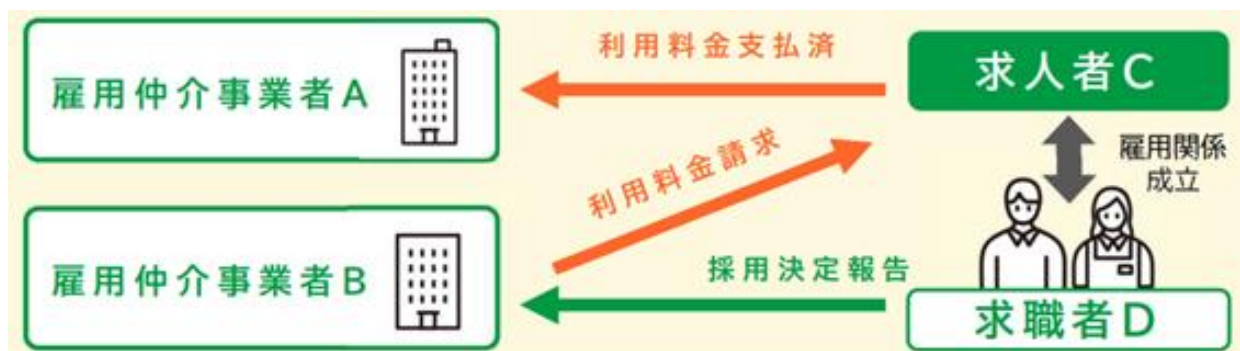 雇用仲介事業者A
利用料金支払済
求人者C
利用料金請求
雇用関係
成立
雇用仲介事業者B
採用決定報告
求職者D